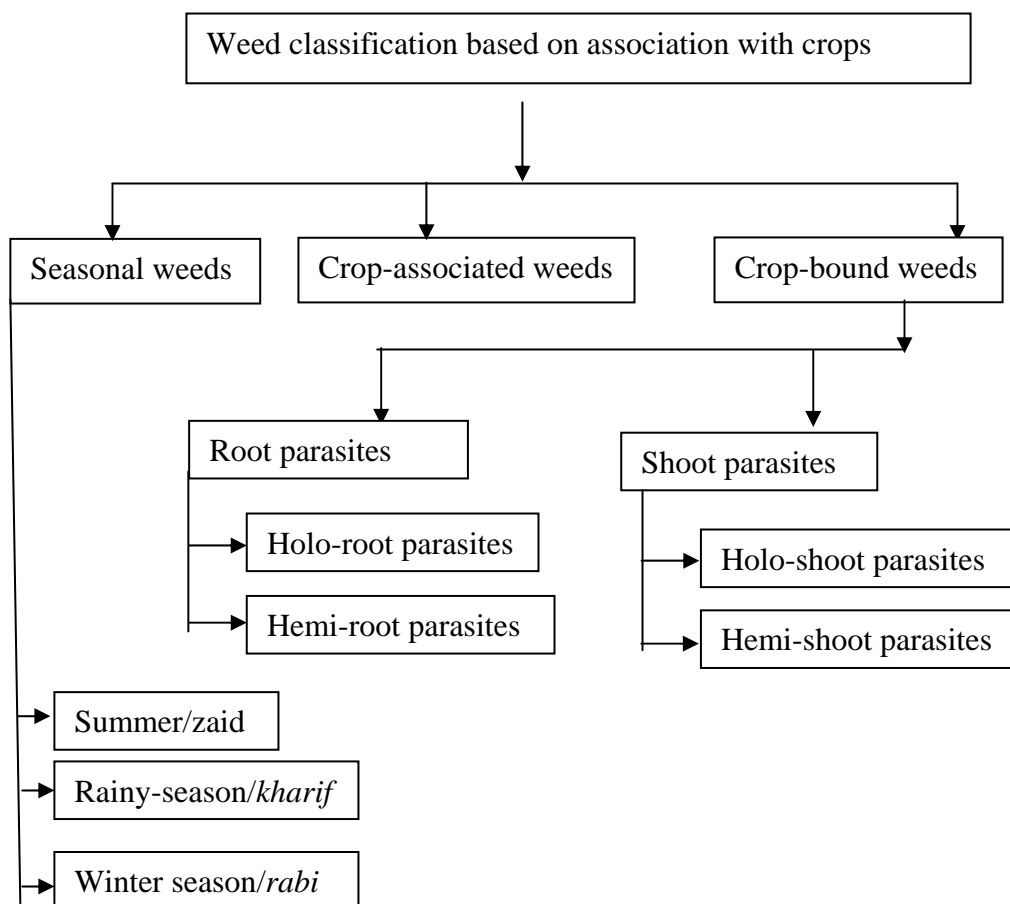 Weed classification based on association with crops
Seasonal weeds
Crop-associated weeds
Crop-bound weeds
Root parasites
Shoot parasites
Holo-root parasites
Holo-shoot parasites
Hemi-root parasites
Hemi-shoot parasites
Summer/zaid
Rainy-season/kharif
Winter season/rabi